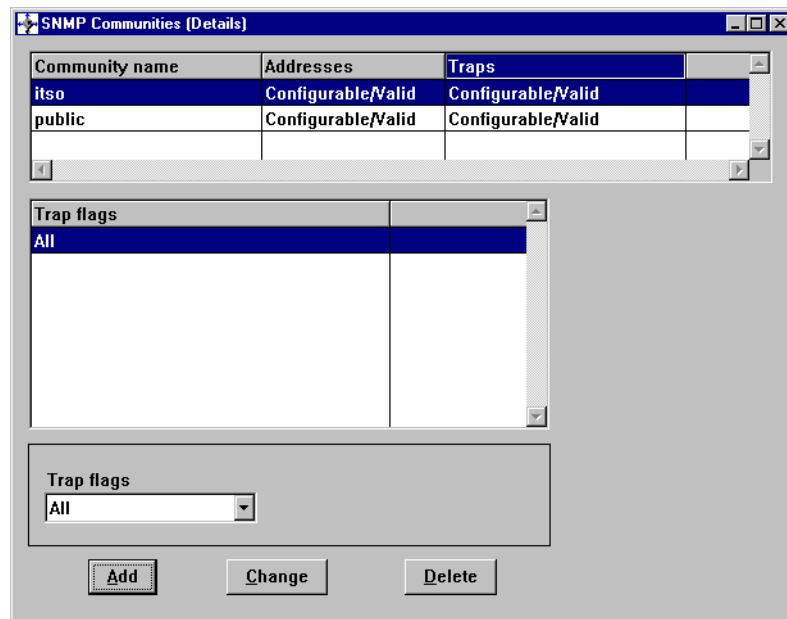 SNMP Communities (Details)
Community name Addresses Traps
itso Configurable/Valid Configurable/Valid
public Configurable/Valid Configurable/Valid
Trap flags
All
Trap flags
All
Add Change Delete